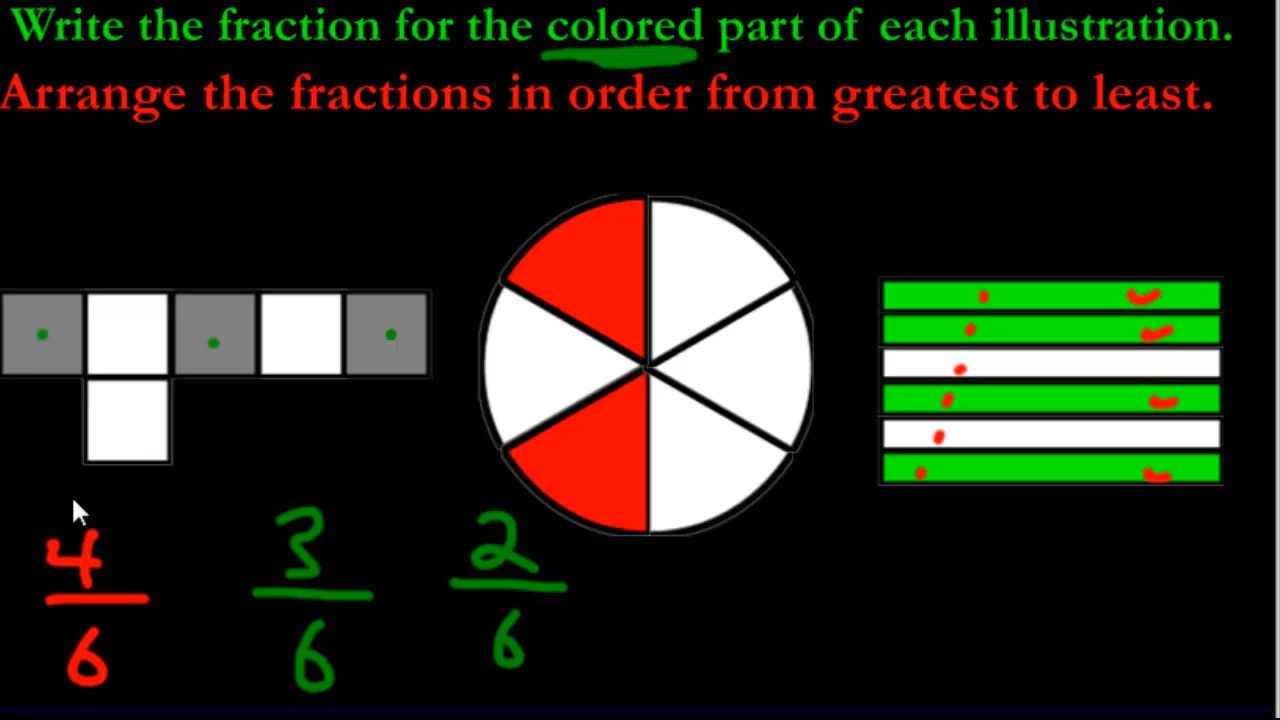 Write the fraction for the colored part of each illustration.
Arrange the fractions in order from greatest to least.
4 3 2
6 6 6